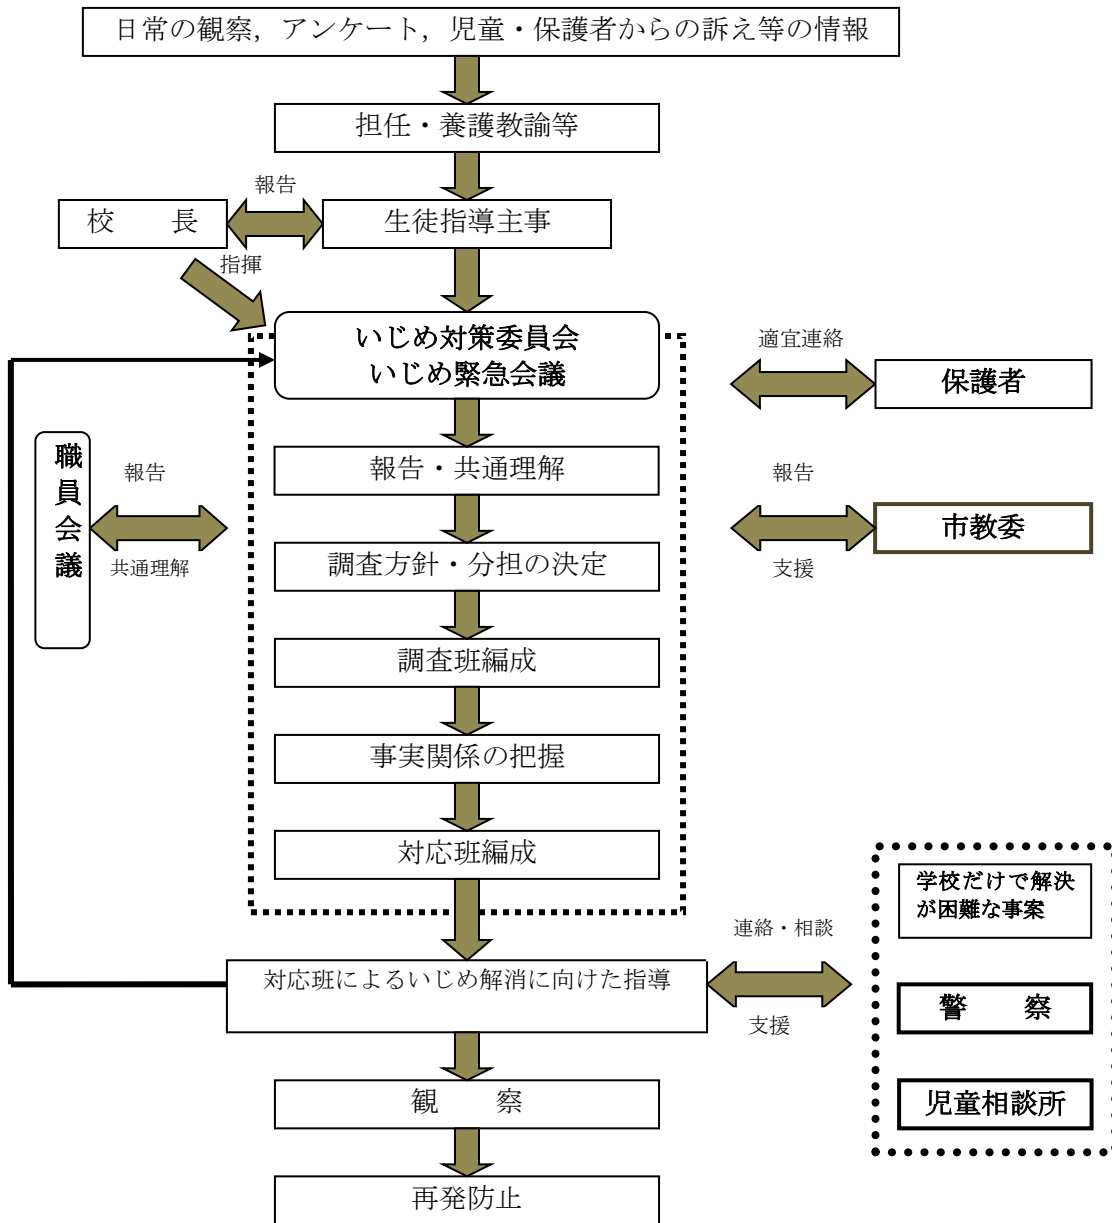 日常の観察，アンケート，児童・保護者からの訴え等の情報
担任・養護教諭等
報告
校　　長
生徒指導主事
指揮
いじめ対策委員会
いじめ緊急会議
適宜連絡
保護者
職員会議
報告
共通理解
報告・共通理解
報告
市教委
支援
調査方針・分担の決定
調査班編成
事実関係の把握
対応班編成
学校だけで解決
が困難な事案
連絡・相談
対応班によるいじめ解消に向けた指導
支援
警　　察
児童相談所
観　　察
再発防止